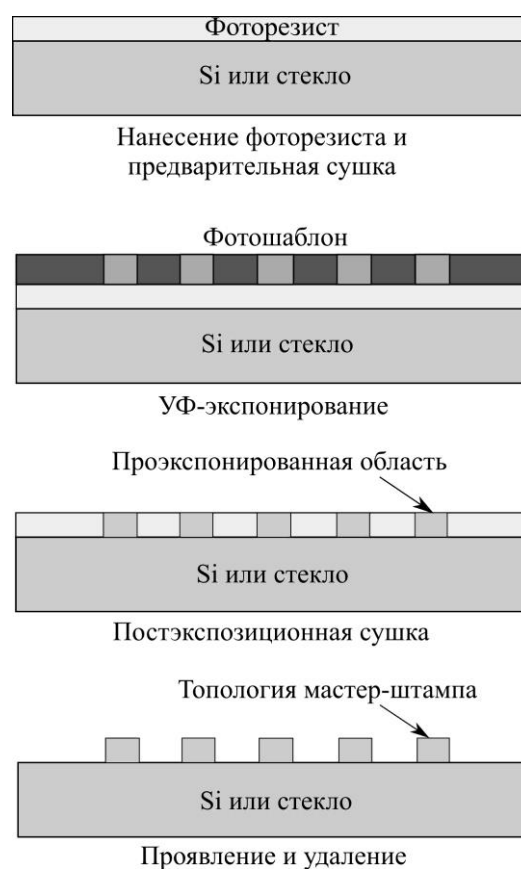 Фоторезист
Si или стекло
Нанесение фоторезиста и
предварительная сушка
Фотошаблон
Si или стекло
УФ-экспонирование
Проэкспонированная область
Si или стекло
Постэкспозиционная сушка
Топология мастер-штампа
Si или стекло
Проявление и удаление